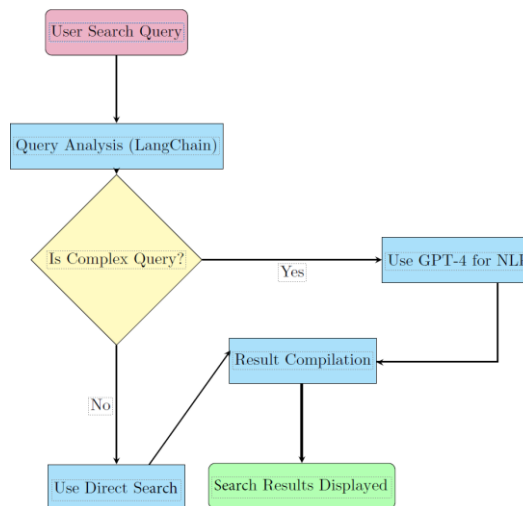 User Search Query
Query Analysis (LangChain)
Is Complex Query?
Yes
Use GPT-4 for NLP
Result Compilation
No
Use Direct Search
Search Results Displayed